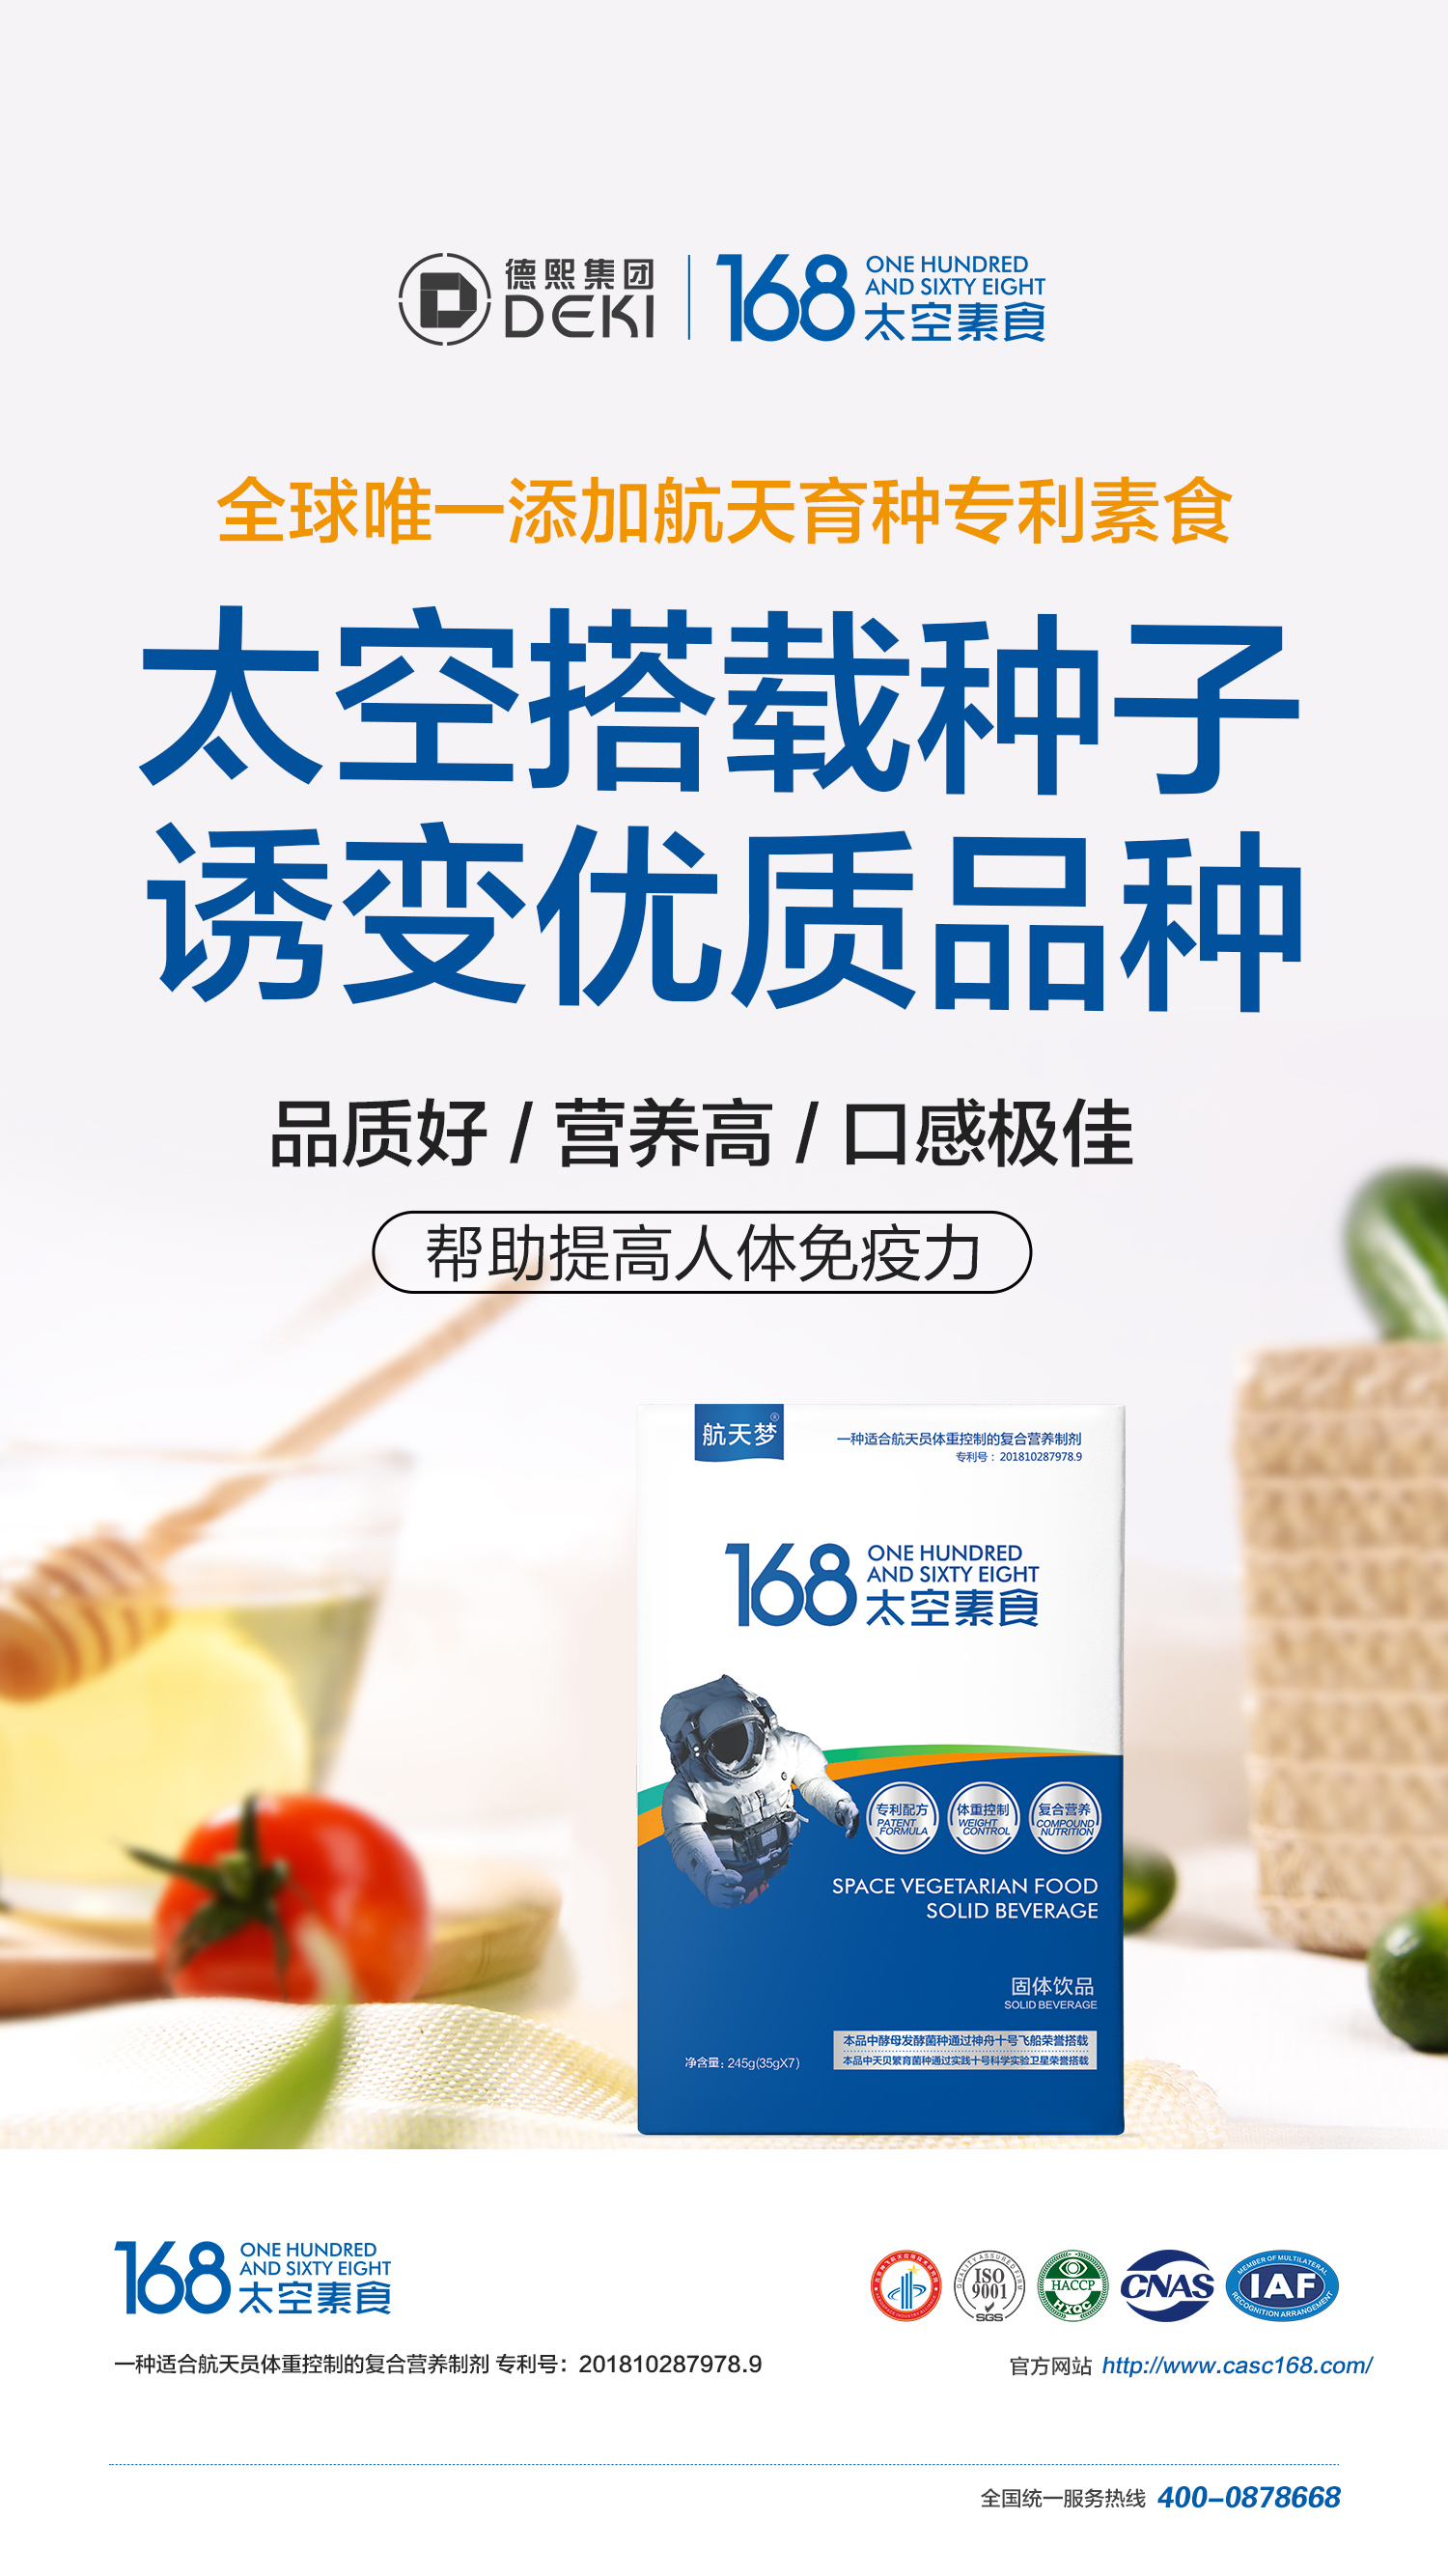 德熙集团
DEKI
168
ONE HUNDRED
AND SIXTY EIGHT
太空素食
全球唯一添加航天育种专利素食
太空搭载种子
诱变优质品种
品质好 / 营养高 / 口感极佳
帮助提高人体免疫力
航天梦®
一种适合航天员体重控制的复合营养制剂
专利号：201810287978.9
168
ONE HUNDRED
AND SIXTY EIGHT
太空素食
专利配方
PATENT
FORMULA
体重控制
WEIGHT
CONTROL
复合营养
COMPOUND
NUTRITION
SPACE VEGETARIAN FOOD
SOLID BEVERAGE
固体饮品
SOLID BEVERAGE
净含量：245g(35gX7)
本品中酵母发酵菌种通过神舟十号飞船荣誉搭载
本品中天贝繁育菌种通过实践十号科学实验卫星荣誉搭载
168
ONE HUNDRED
AND SIXTY EIGHT
太空素食
QUALITY ASSURED FIRM
ISO
9001
SGS
HACCP
HXQC
CNAS
MEMBER OF MULTILATERAL
IAF
RECOGNITION ARRANGEMENT
一种适合航天员体重控制的复合营养制剂 专利号：201810287978.9
官方网站 http://www.casc168.com/
全国统一服务热线 400-0878668